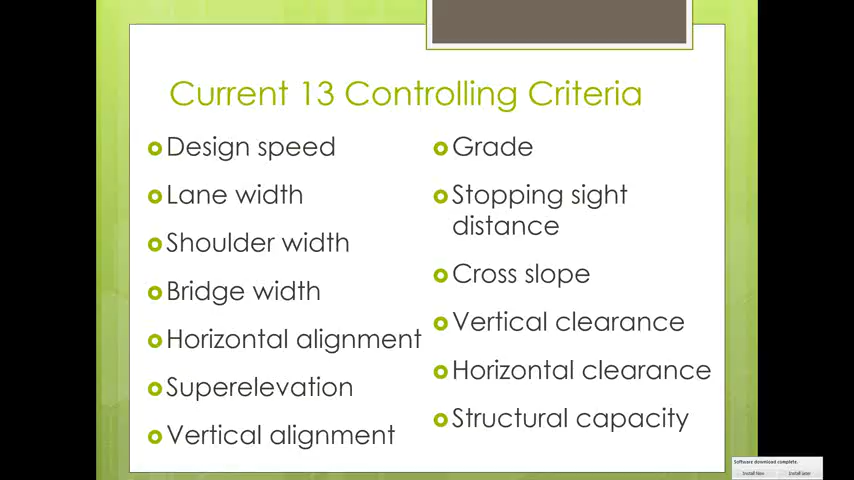 Current 13 Controlling Criteria
Design speed
Lane width
Shoulder width
Bridge width
Horizontal alignment
Superelevation
Vertical alignment
Grade
Stopping sight
distance
Cross slope
Vertical clearance
Horizontal clearance
Structural capacity
Software download complete.
Install Now
Install later